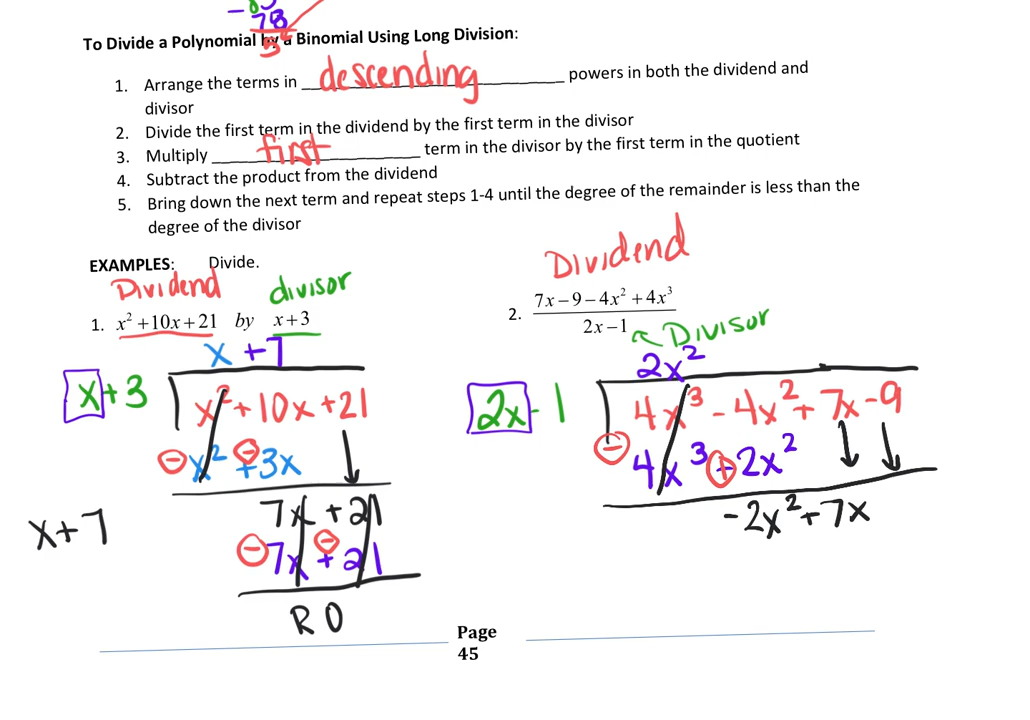 78
To Divide a Polynomial by a Binomial Using Long Division:
1. Arrange the terms in descending powers in both the dividend and
divisor
2. Divide the first term in the dividend by the first term in the divisor
3. Multiply first term in the divisor by the first term in the quotient
4. Subtract the product from the dividend
5. Bring down the next term and repeat steps 1-4 until the degree of the remainder is less than the
degree of the divisor
EXAMPLES: Divide.
Dividend divisor
1. x² +10x+21 by x+3
x +7
x+3 x²+10x+21
- x² +3x
7x +21
- 7x +21
R 0
x+7
Dividend
2. 7x−9−4x² +4x³
2x−1
Divisor
2x²
2x-1 4x³ -4x²+7x-9
- 4x³ + 2x²
-2x²+7x
Page
45